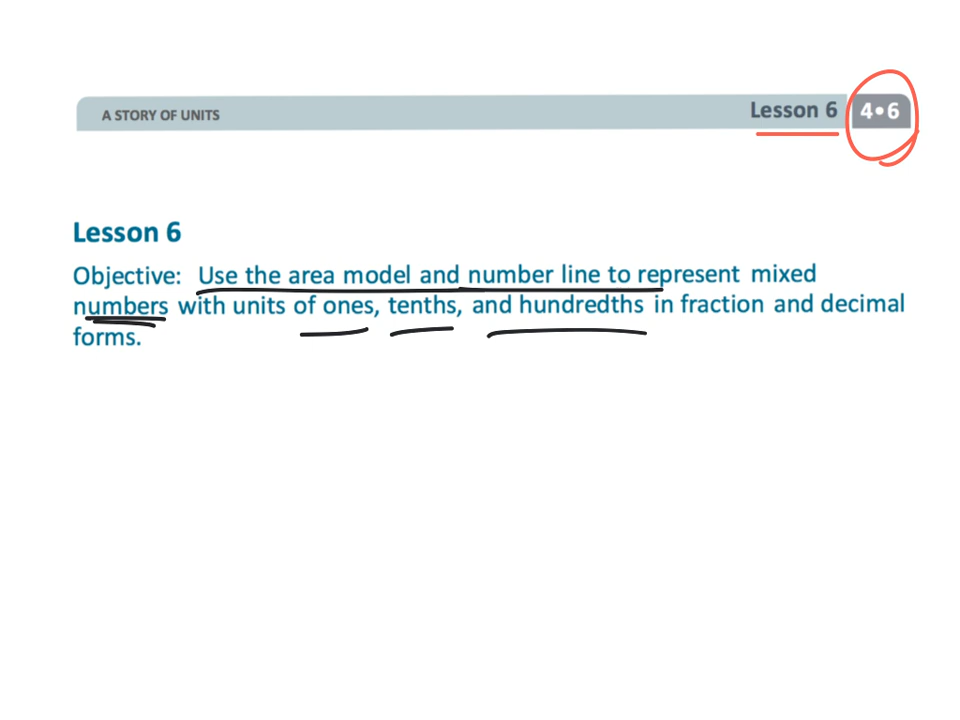 A STORY OF UNITS
Lesson 6
4•6
Lesson 6
Objective: Use the area model and number line to represent mixed
numbers with units of ones, tenths, and hundredths in fraction and decimal
forms.